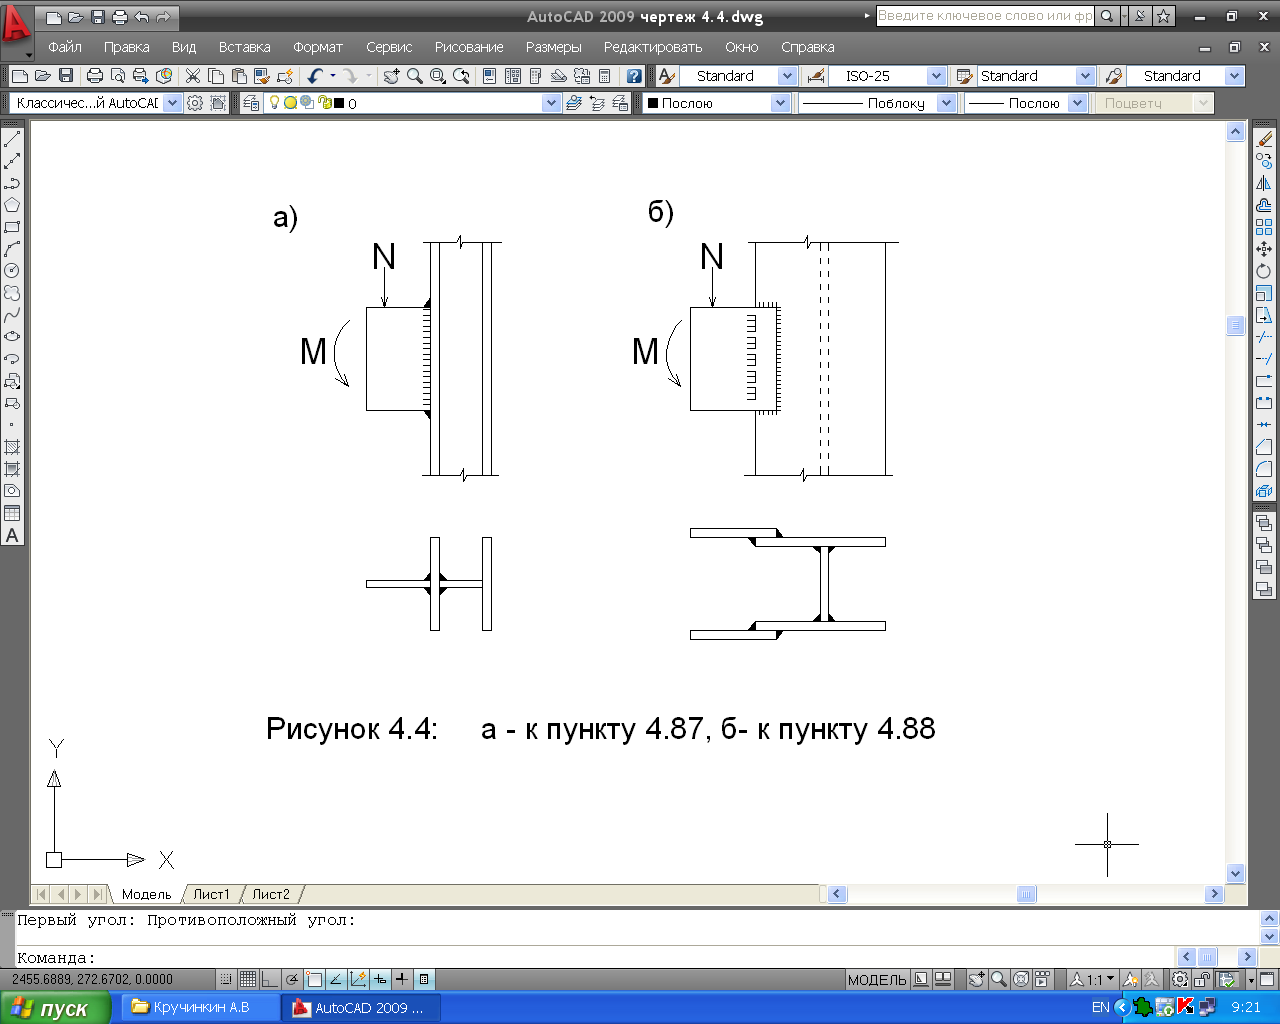 AutoCAD 2009 чертеж 4.4.dwg
Введите ключевое слово или фр
Файл Правка Вид Вставка Формат Сервис Рисование Размеры Редактировать Окно Справка
Standard ISO-25 Standard Standard
Классичес...й AutoCAD 0 Послою Поблоку Послою Поцвету
а) б)
N N
M M
Рисунок 4.4: а - к пункту 4.87, б- к пункту 4.88
Y
X
A
Модель Лист1 Лист2
Первый угол: Противоположный угол:
Команда:
2455.6889, 272.6702, 0.0000 МОДЕЛЬ 1:1
пуск Кручинкин А.В AutoCAD 2009 ... EN 9:21